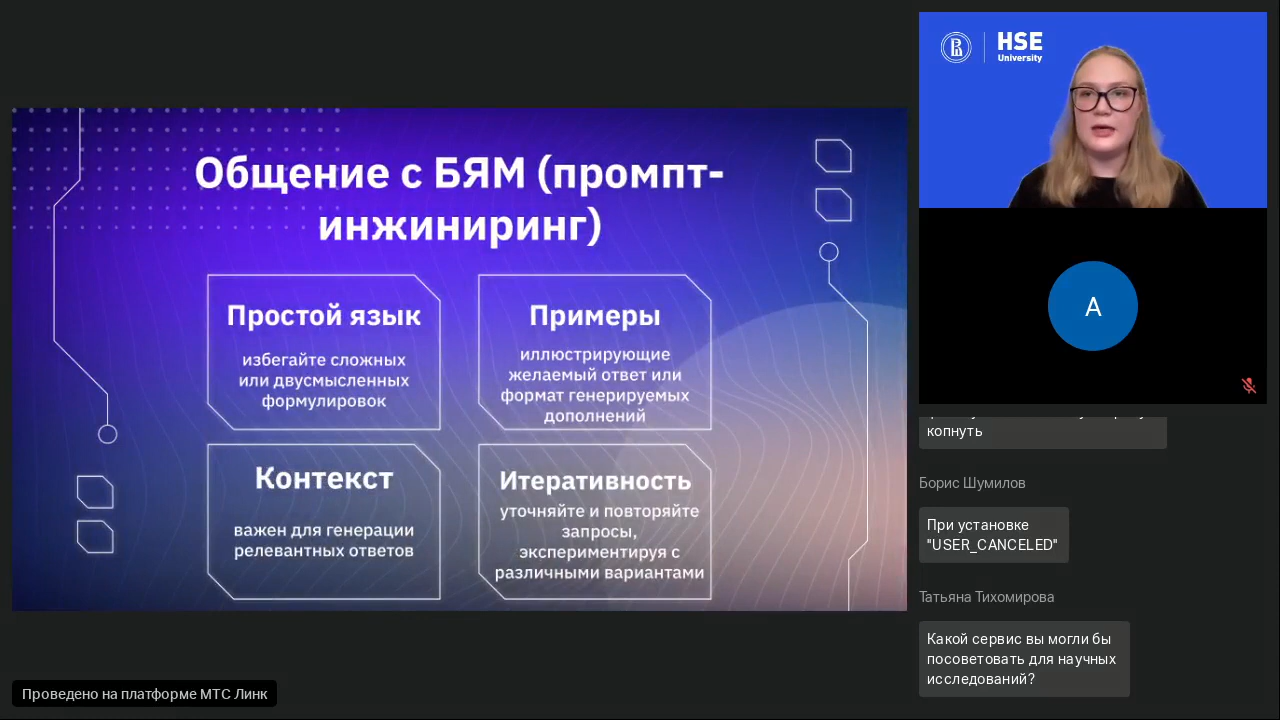 Общение с БЯМ (промпт-
инжиниринг)
Простой язык
избегайте сложных
или двусмысленных
формулировок
Примеры
иллюстрирующие
желаемый ответ или
формат генерируемых
дополнений
Контекст
важен для генерации
релевантных ответов
Итеративность
уточняйте и повторяйте
запросы,
экспериментируя с
различными вариантами
Проведено на платформе МТС Линк
HSE
University
А
копнуть
Борис Шумилов
При установке
"USER_CANCELED"
Татьяна Тихомирова
Какой сервис вы могли бы
посоветовать для научных
исследований?